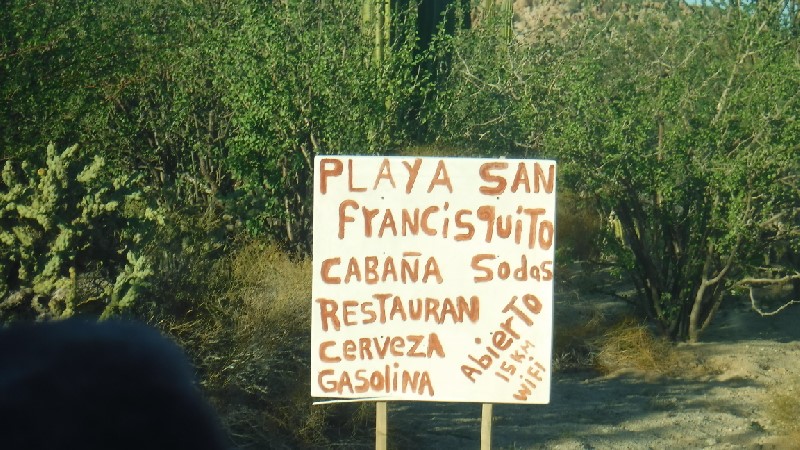 PLAYA SAN
FRANCISQUITO
CABAÑA Sodas
RESTAURAN
CERVEZA
GASOLINA
Abierto
15KM
WiFi